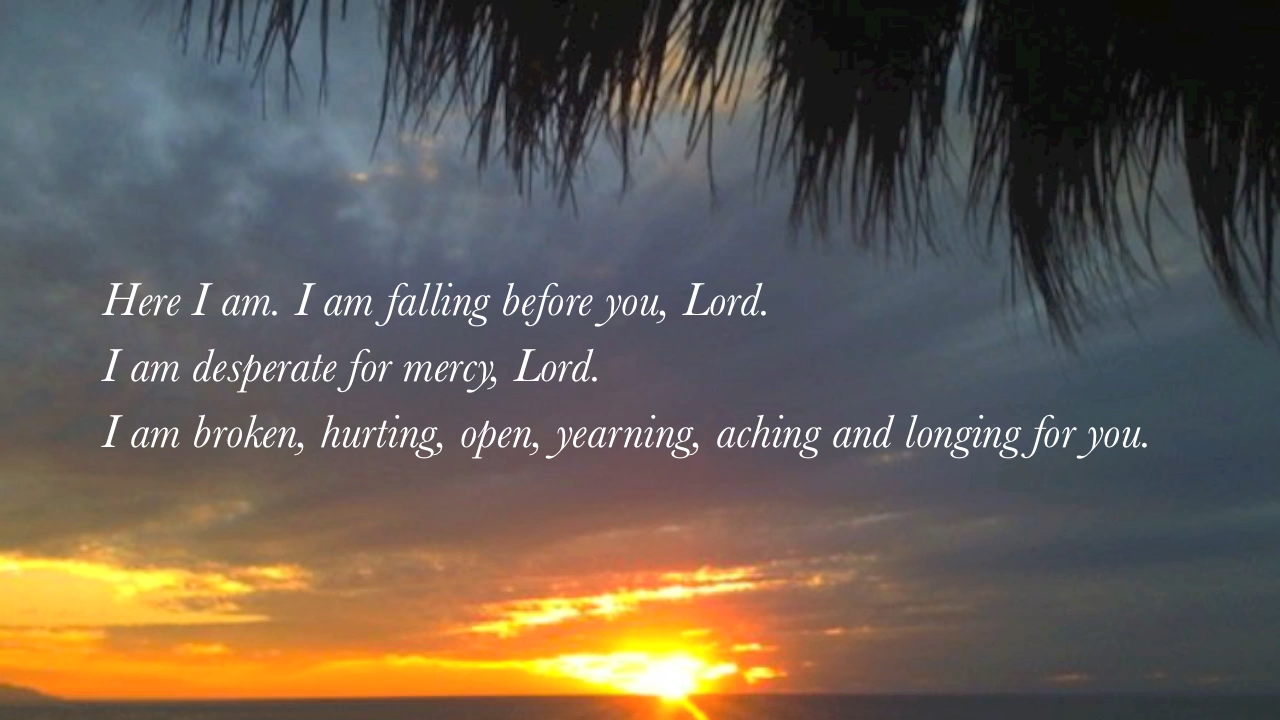 Here I am. I am falling before you, Lord.
I am desperate for mercy, Lord.
I am broken, hurting, open, yearning, aching and longing for you.